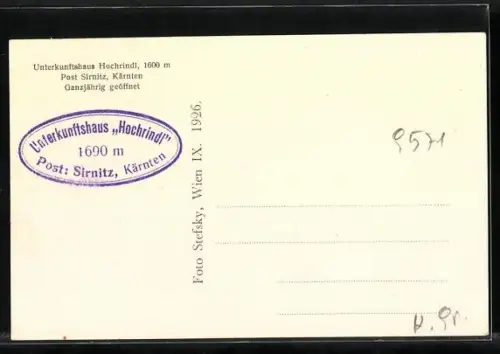 Unterkunftshaus Hochrindl, 1600 m
Post Sirnitz, Kärnten
Ganzjährig geöffnet
Unterkunftshaus „Hochrindl"
1600 m
Post: Sirnitz, Kärnten
Foto Stefsky, Wien IX. 1926.
9571
H. Gr.